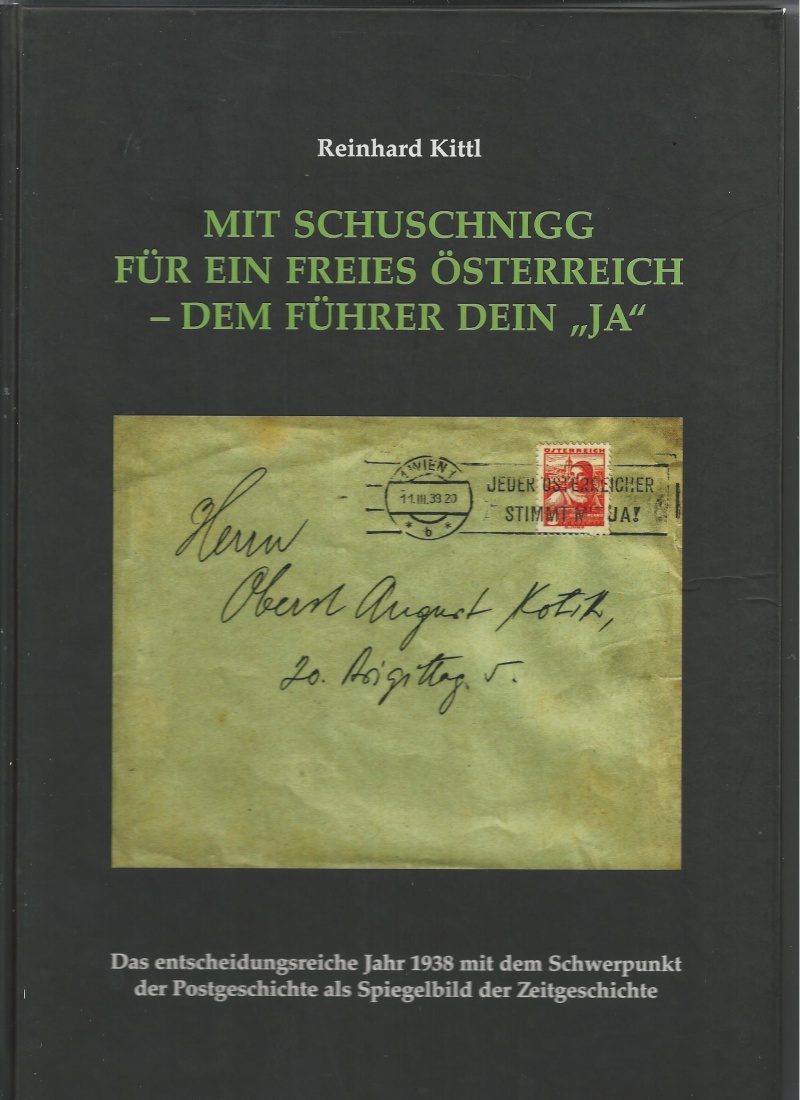 Reinhard Kittl
MIT SCHUSCHNIGG
FÜR EIN FREIES ÖSTERREICH
– DEM FÜHRER DEIN „JA“
ÖSTERREICH
WIEN 1
11.III.38 20
* b *
JEDER ÖSTERREICHER
STIMMT M JA!
Herrn
Oberst August Kotik,
20. Brigittag. 5.
Das entscheidungsreiche Jahr 1938 mit dem Schwerpunkt
der Postgeschichte als Spiegelbild der Zeitgeschichte